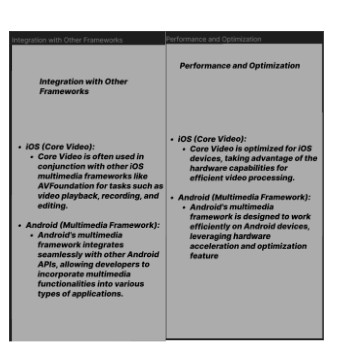 Integration with Other Frameworks
Integration with Other
Frameworks
• iOS (Core Video):
• Core Video is often used in
conjunction with other iOS
multimedia frameworks like
AVFoundation for tasks such as
video playback, recording, and
editing.
• Android (Multimedia Framework):
• Android's multimedia
framework integrates
seamlessly with other Android
APIs, allowing developers to
incorporate multimedia
functionalities into various
types of applications.
Performance and Optimization
Performance and Optimization
• iOS (Core Video):
• Core Video is optimized for iOS
devices, taking advantage of the
hardware capabilities for
efficient video processing.
• Android (Multimedia Framework):
• Android's multimedia
framework is designed to work
efficiently on Android devices,
leveraging hardware
acceleration and optimization
feature